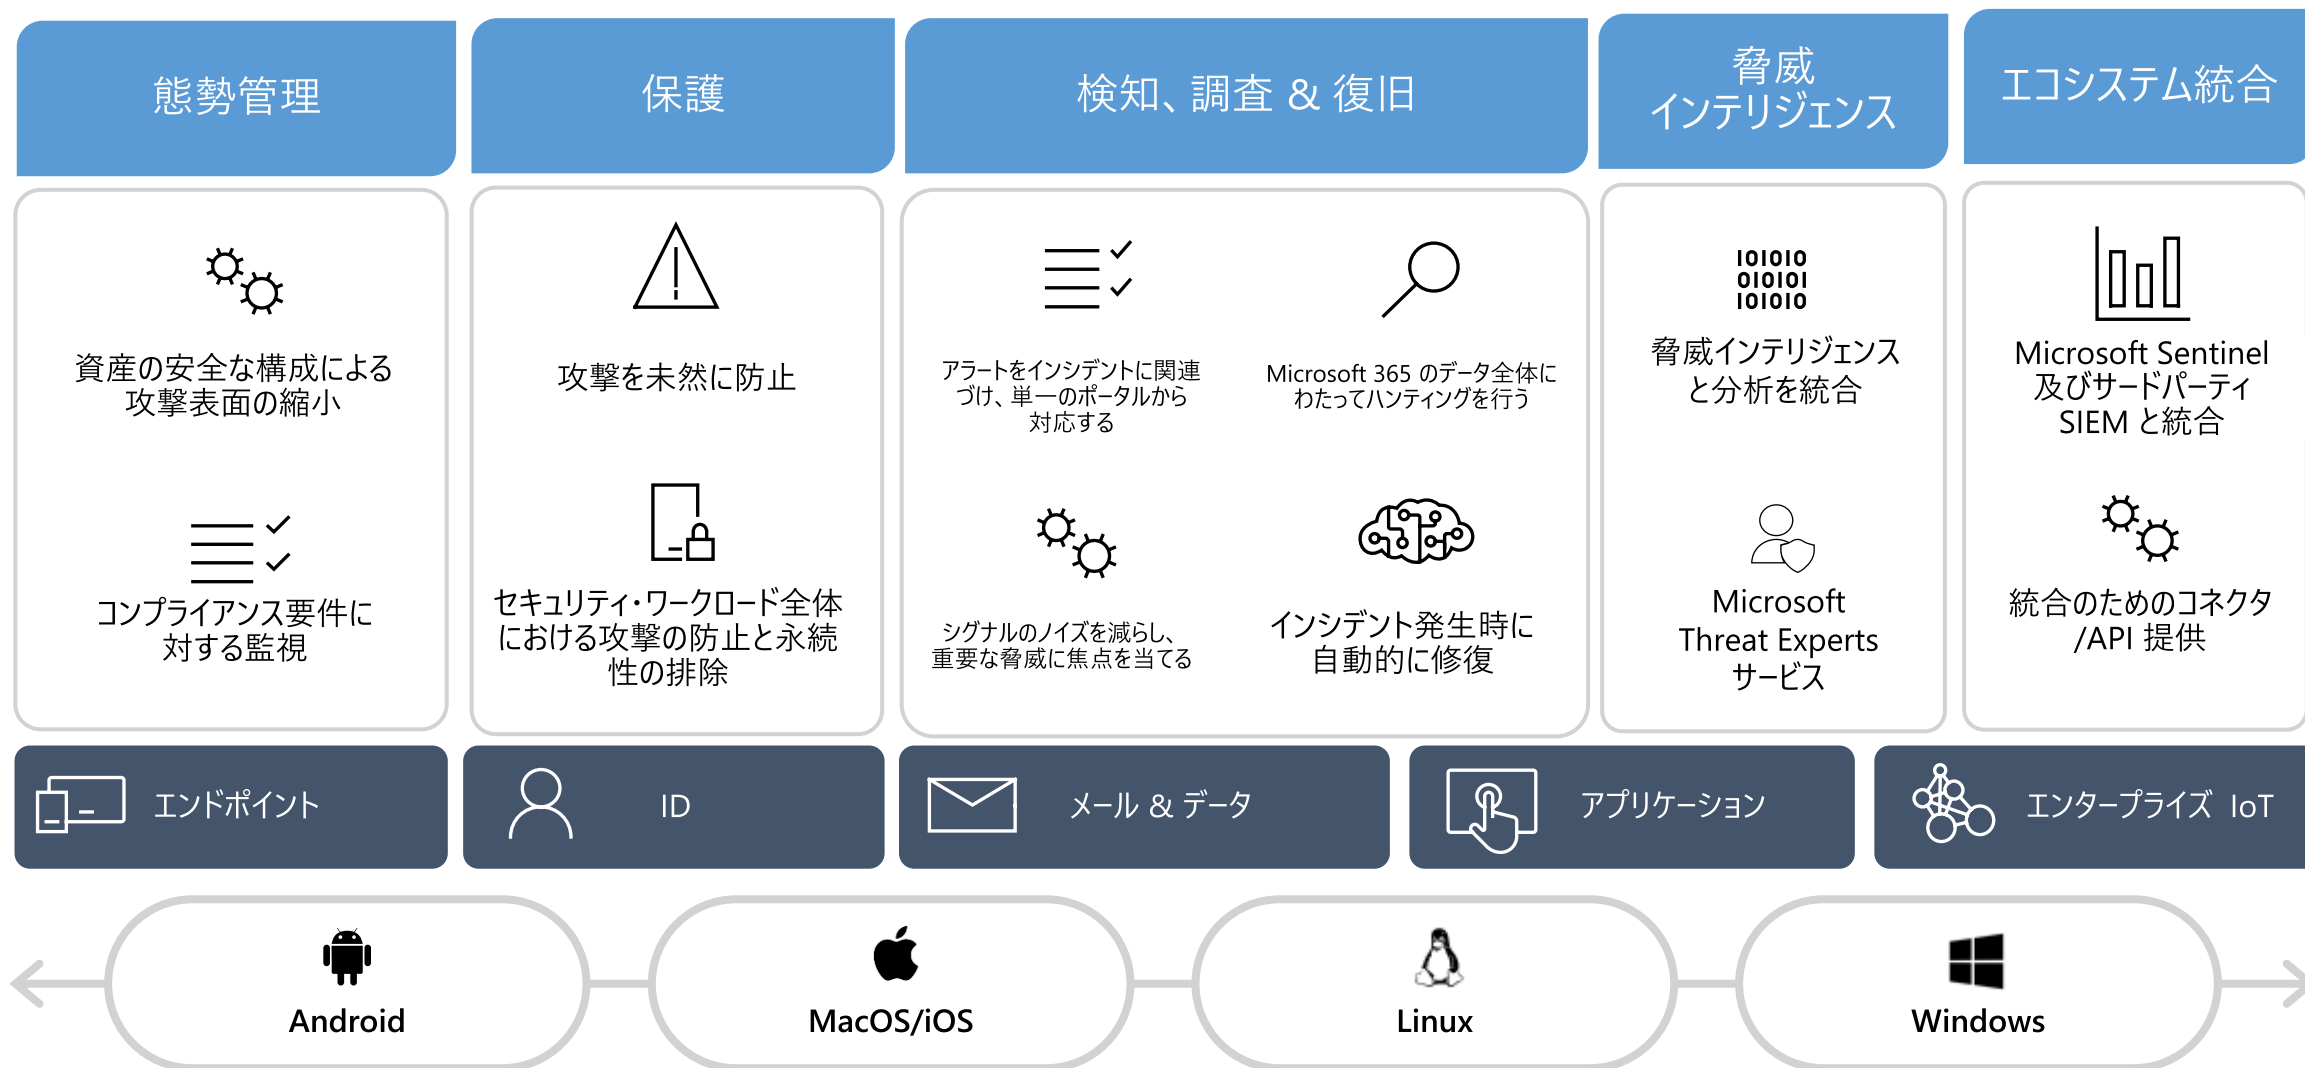 態勢管理
保護
検知、調査 & 復旧
脅威
インテリジェンス
エコシステム統合
資産の安全な構成による
攻撃表面の縮小
コンプライアンス要件に
対する監視
攻撃を未然に防止
セキュリティ・ワークロード全体
における攻撃の防止と永続
性の排除
アラートをインシデントに関連
づけ、単一のポータルから
対応する
Microsoft 365 のデータ全体に
わたってハンティングを行う
シグナルのノイズを減らし、
重要な脅威に焦点を当てる
インシデント発生時に
自動的に修復
101010
010101
101010
脅威インテリジェンス
と分析を統合
Microsoft
Threat Experts
サービス
Microsoft Sentinel
及びサードパーティ
SIEM と統合
統合のためのコネクタ
/API 提供
エンドポイント
ID
メール & データ
アプリケーション
エンタープライズ IoT
Android
MacOS/iOS
Linux
Windows